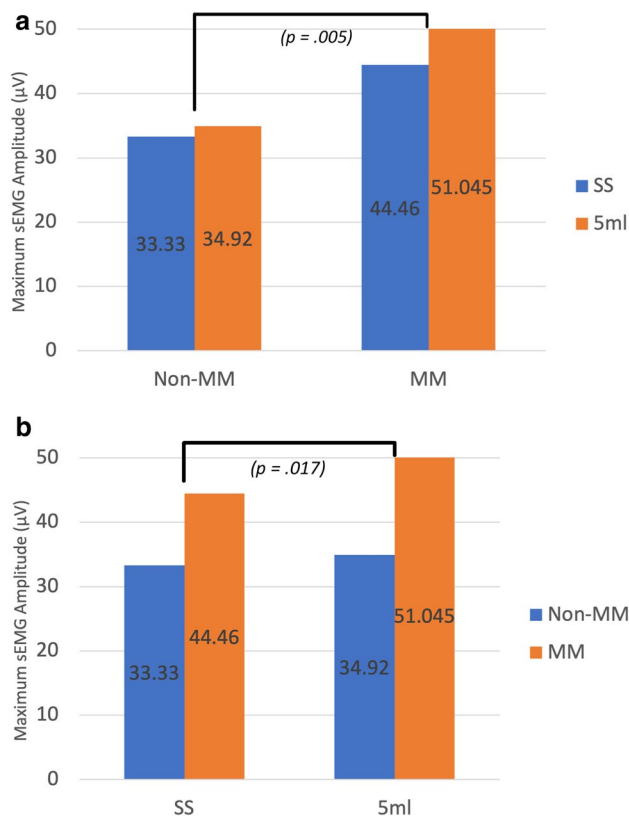 a
50
(p = .005)
40
30
20
10
0
Maximum sEMG Amplitude (µV)
33.33
34.92
44.46
51.045
Non-MM
MM
SS
5ml
b
50
(p = .017)
40
30
20
10
0
Maximum sEMG Amplitude (µV)
33.33
44.46
34.92
51.045
SS
5ml
Non-MM
MM